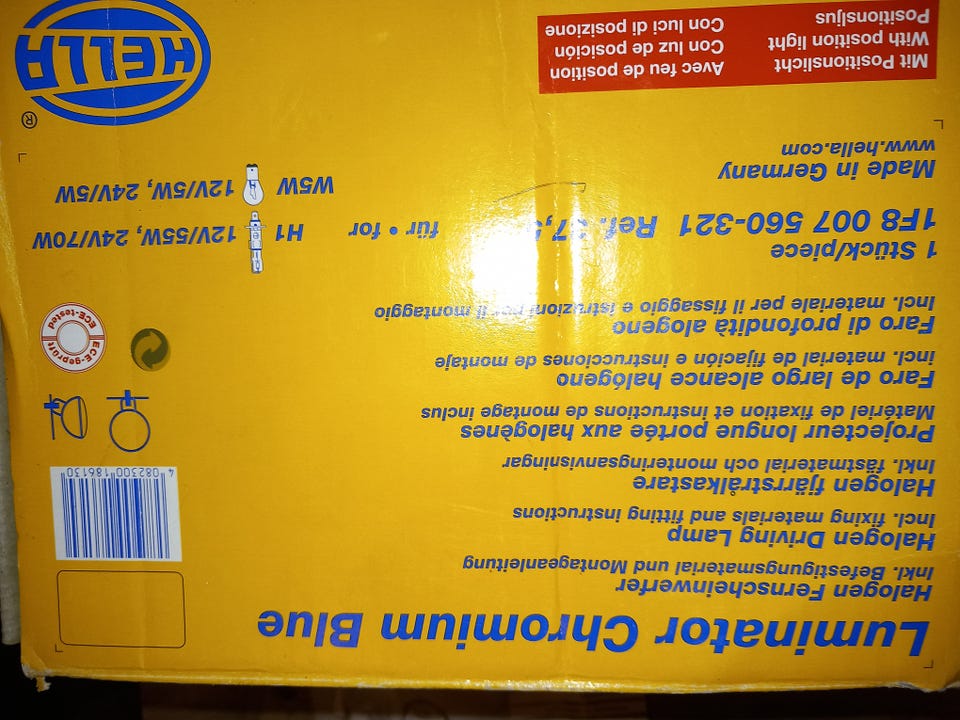 Luminator Chromium Blue
Halogen Fernscheinwerfer
Inkl. Befestigungsmaterial und Montageanleitung
Halogen Driving Lamp
Incl. fixing materials and fitting instructions
Halogen fjärrstrålkastare
Inkl. fästmaterial och monteringsanvisningar
Projecteur longue portée aux halogènes
Matériel de fixation et instructions de montage inclus
Faro de largo alcance halógeno
incl. material de fijación e instrucciones de montaje
Faro di profondità alogeno
Incl. materiale per il fissaggio e istruzioni per il montaggio
4 082300 186130
ECE-geprüft
ECE-tested
1 Stück/piece
1F8 007 560-321 Ref. 37,5
für • for
H1 12V/55W, 24V/70W
W5W 12V/5W, 24V/5W
Made in Germany
www.hella.com
Mit Positionslicht
With position light
Positionsljus
Avec feu de position
Con luz de posición
Con luci di posizione
HELLA
®